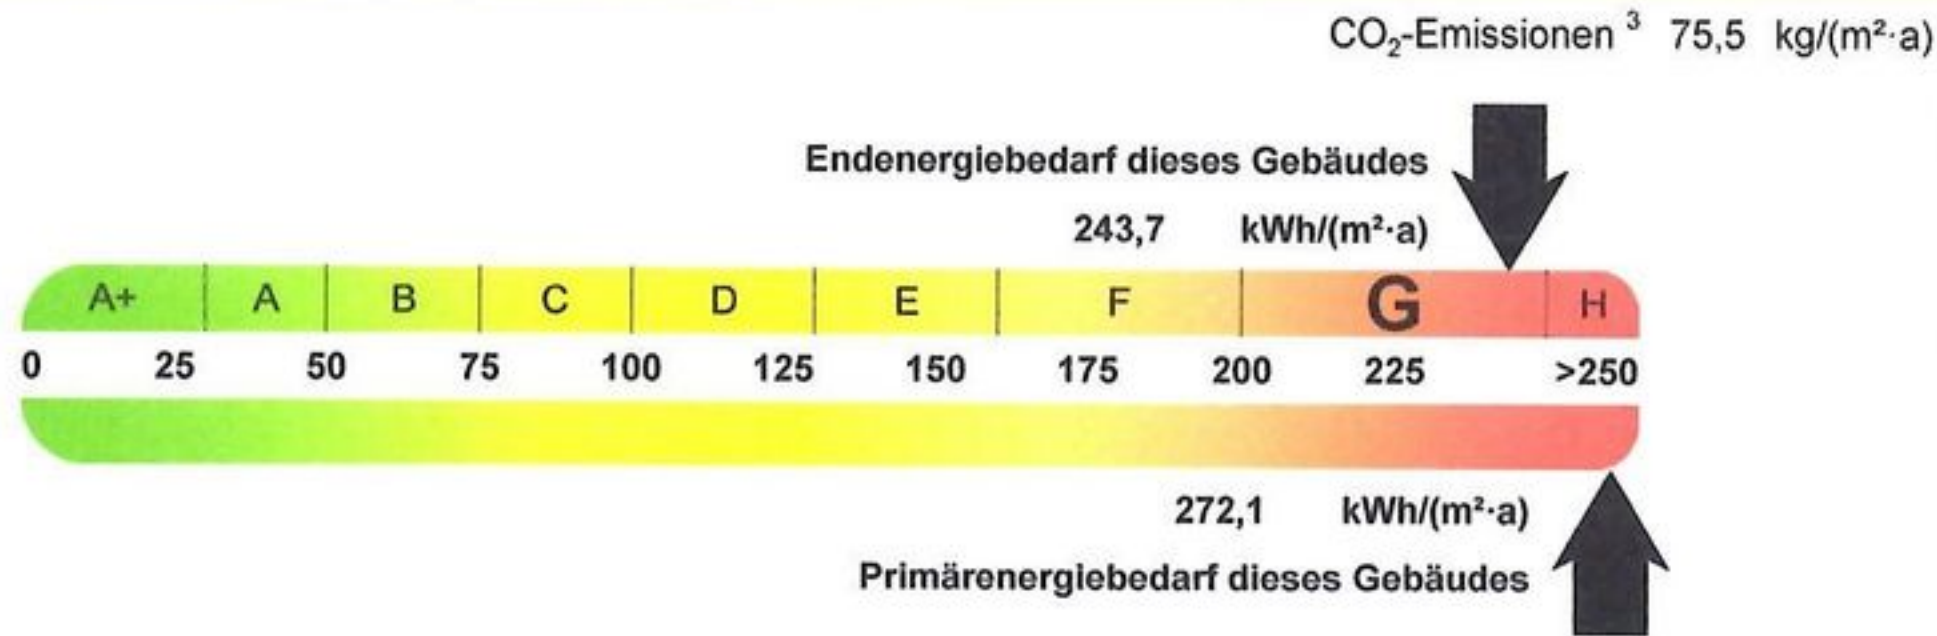 CO₂-Emissionen ³ 75,5 kg/(m²·a)
Endenergiebedarf dieses Gebäudes
243,7 kWh/(m²·a)
A+ A B C D E F G H
0 25 50 75 100 125 150 175 200 225 >250
272,1 kWh/(m²·a)
Primärenergiebedarf dieses Gebäudes